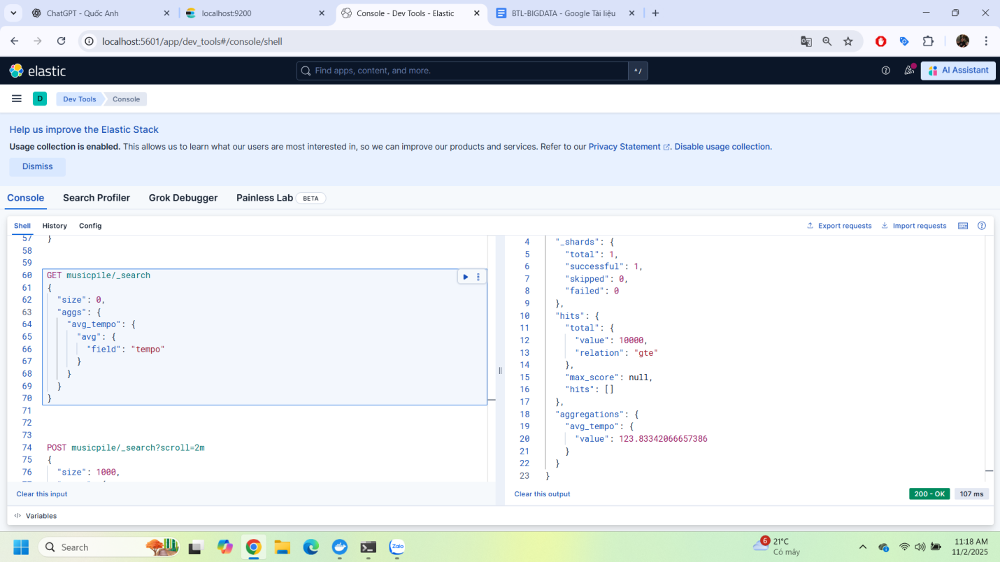 ChatGPT - Quốc Anh
localhost:9200
Console - Dev Tools - Elastic
BTL-BIGDATA - Google Tài liệu
localhost:5601/app/dev_tools#/console/shell
elastic
Find apps, content, and more.
^ /
AI Assistant
D
Dev Tools
Console
Help us improve the Elastic Stack
Usage collection is enabled. This allows us to learn what our users are most interested in, so we can improve our products and services. Refer to our Privacy Statement. Disable usage collection.
Dismiss
Console
Search Profiler
Grok Debugger
Painless Lab
BETA
Shell
History
Config
Export requests
Import requests
57 }
58
59
60 GET musicpile/_search
61 {
62 "size": 0,
63 "aggs": {
64 "avg_tempo": {
65 "avg": {
66 "field": "tempo"
67 }
68 }
69 }
70 }
71
72
73
74 POST musicpile/_search?scroll=2m
75 {
76 "size": 1000,
4 "_shards": {
5 "total": 1,
6 "successful": 1,
7 "skipped": 0,
8 "failed": 0
9 },
10 "hits": {
11 "total": {
12 "value": 10000,
13 "relation": "gte"
14 },
15 "max_score": null,
16 "hits": []
17 },
18 "aggregations": {
19 "avg_tempo": {
20 "value": 123.83342066657386
21 }
22 }
23 }
Clear this input
Clear this output
200 - OK
107 ms
</> Variables
Search
Zalo
6
21°C
Có mây
11:18 AM
11/2/2025